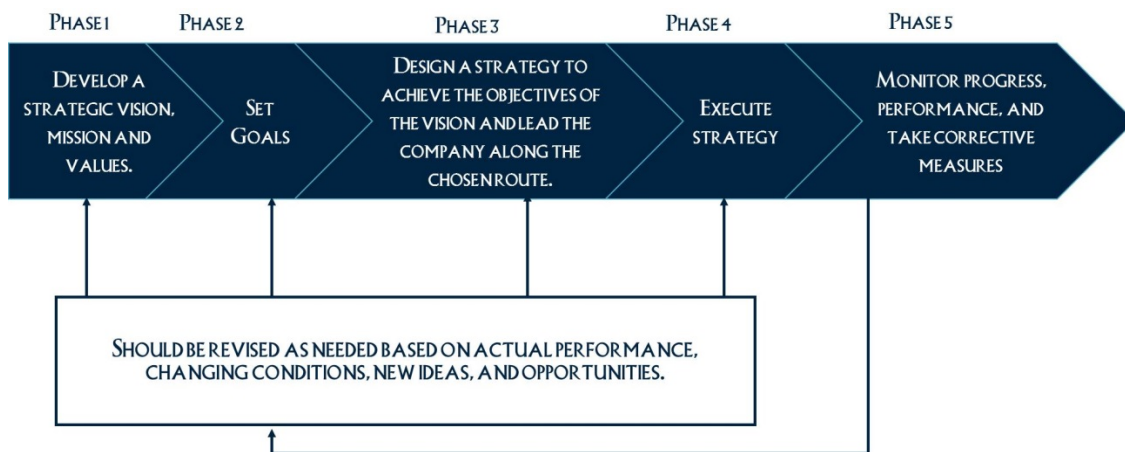 Phase 1
Phase 2
Phase 3
Phase 4
Phase 5
Develop a
strategic vision,
mission and
values.
Set
Goals
Design a strategy to
achieve the objectives of
the vision and lead the
company along the
chosen route.
Execute
strategy
Monitor progress,
performance, and
take corrective
measures
Should be revised as needed based on actual performance,
changing conditions, new ideas, and opportunities.